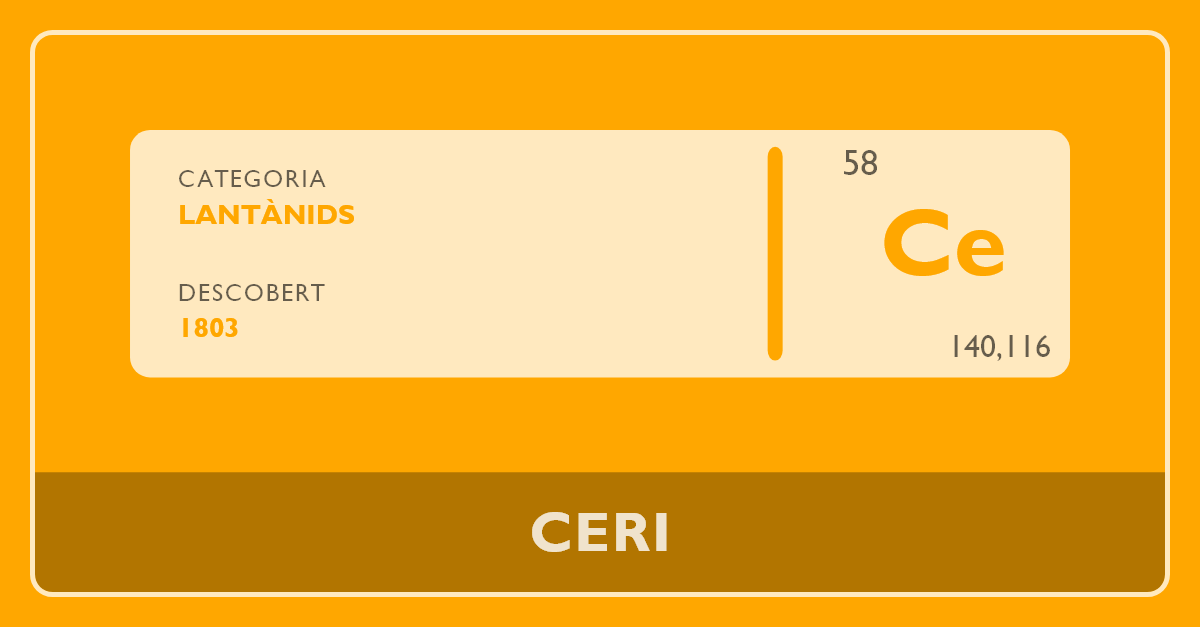 CATEGORIA
LANTÀNIDS
DESCOBERT
1803
58
Ce
140,116
CERI